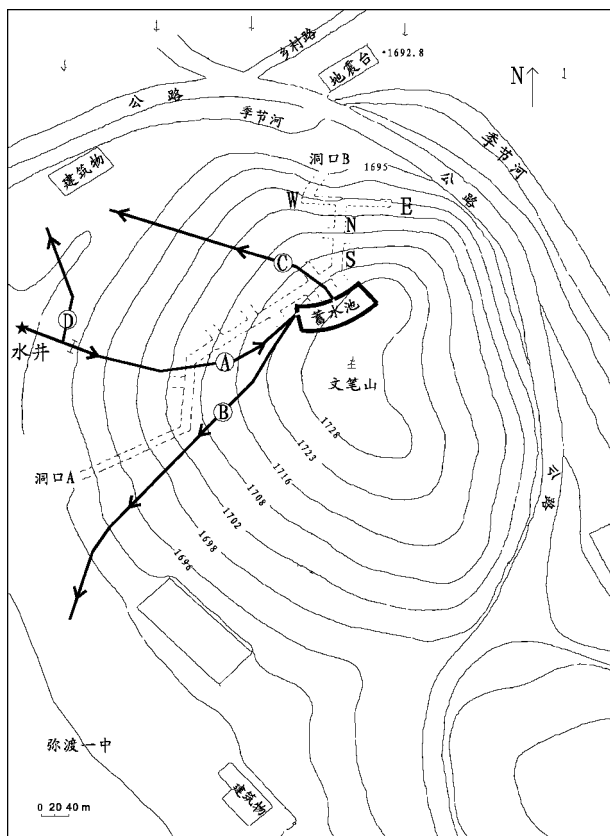 乡村路
地震台
1692.8
N
公路
季节河
季节河
建筑物
洞口B
1695
公路
W
E
N
C
S
D
蓄水池
水井
A
文笔山
B
洞口A
1728
1723
1716
1708
1702
1698
1696
公路
弥渡一中
建筑物
0 20 40 m